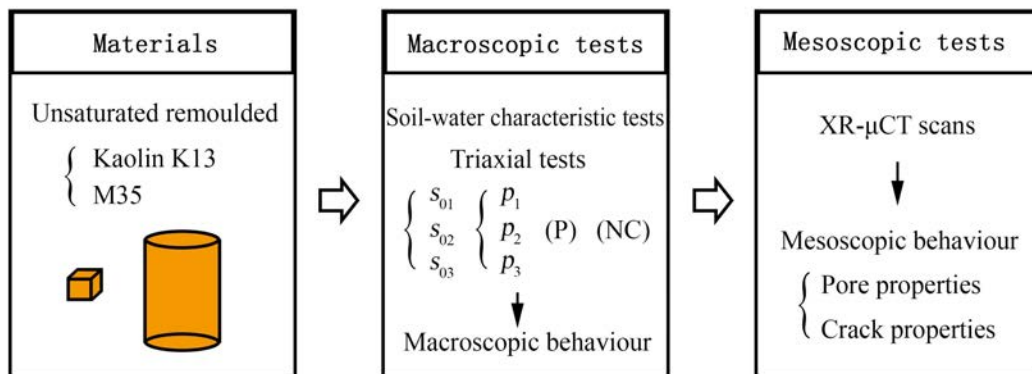 Materials
Unsaturated remoulded
Kaolin K13
M35
Macroscopic tests
Soil-water characteristic tests
Triaxial tests
s01 p1
s02 p2 (P) (NC)
s03 p3
Macroscopic behaviour
Mesoscopic tests
XR-μCT scans
Mesoscopic behaviour
Pore properties
Crack properties